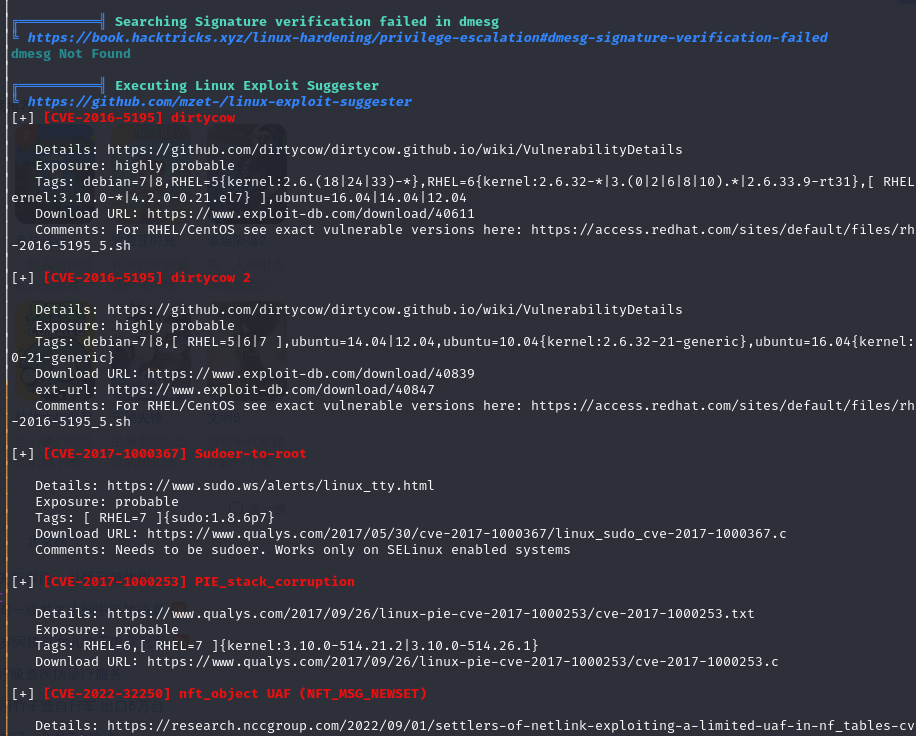 Searching Signature verification failed in dmesg
https://book.hacktricks.xyz/linux-hardening/privilege-escalation#dmesg-signature-verification-failed
dmesg Not Found
Executing Linux Exploit Suggester
https://github.com/mzet-/linux-exploit-suggester
[+] [CVE-2016-5195] dirtycow
Details: https://github.com/dirtycow/dirtycow.github.io/wiki/VulnerabilityDetails
Exposure: highly probable
Tags: debian=7|8,RHEL=5{kernel:2.6.(18|24|33)-*},RHEL=6{kernel:2.6.32-*|3.(0|2|6|8|10).*|2.6.33.9-rt31},[ RHEL
ernel:3.10.0-*|4.2.0-0.21.el7} ],ubuntu=16.04|14.04|12.04
Download URL: https://www.exploit-db.com/download/40611
Comments: For RHEL/CentOS see exact vulnerable versions here: https://access.redhat.com/sites/default/files/rh
-2016-5195_5.sh
[+] [CVE-2016-5195] dirtycow 2
Details: https://github.com/dirtycow/dirtycow.github.io/wiki/VulnerabilityDetails
Exposure: highly probable
Tags: debian=7|8,[ RHEL=5|6|7 ],ubuntu=14.04|12.04,ubuntu=10.04{kernel:2.6.32-21-generic},ubuntu=16.04{kernel:
0-21-generic}
Download URL: https://www.exploit-db.com/download/40839
ext-url: https://www.exploit-db.com/download/40847
Comments: For RHEL/CentOS see exact vulnerable versions here: https://access.redhat.com/sites/default/files/rh
-2016-5195_5.sh
[+] [CVE-2017-1000367] Sudoer-to-root
Details: https://www.sudo.ws/alerts/linux_tty.html
Exposure: probable
Tags: [ RHEL=7 ]{sudo:1.8.6p7}
Download URL: https://www.qualys.com/2017/05/30/cve-2017-1000367/linux_sudo_cve-2017-1000367.c
Comments: Needs to be sudoer. Works only on SELinux enabled systems
[+] [CVE-2017-1000253] PIE_stack_corruption
Details: https://www.qualys.com/2017/09/26/linux-pie-cve-2017-1000253/cve-2017-1000253.txt
Exposure: probable
Tags: RHEL=6,[ RHEL=7 ]{kernel:3.10.0-514.21.2|3.10.0-514.26.1}
Download URL: https://www.qualys.com/2017/09/26/linux-pie-cve-2017-1000253/cve-2017-1000253.c
[+] [CVE-2022-32250] nft_object UAF (NFT_MSG_NEWSET)
Details: https://research.nccgroup.com/2022/09/01/settlers-of-netlink-exploiting-a-limited-uaf-in-nf_tables-cv